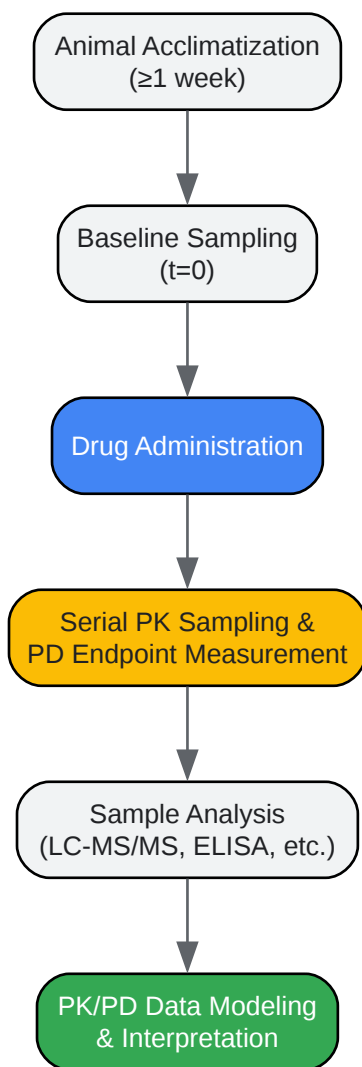 Animal Acclimatization
(≥1 week)
Baseline Sampling
(t=0)
Drug Administration
Serial PK Sampling &
PD Endpoint Measurement
Sample Analysis
(LC-MS/MS, ELISA, etc.)
PK/PD Data Modeling
& Interpretation